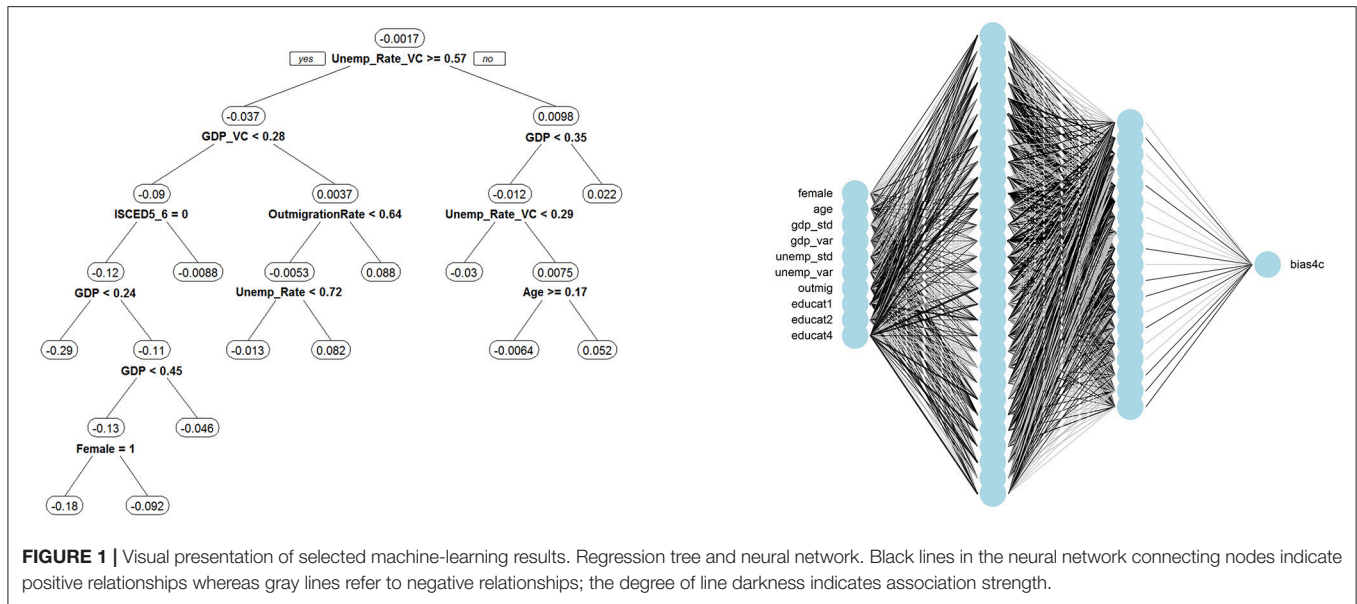 -0.0017
yes Unemp_Rate_VC >= 0.57 no
-0.037 0.0098
GDP_VC < 0.28 GDP < 0.35
-0.09 0.0037 -0.012 0.022
ISCED5_6 = 0 OutmigrationRate < 0.64 Unemp_Rate_VC < 0.29
-0.12 -0.0088 -0.0053 0.088 -0.03 0.0075
GDP < 0.24 Unemp_Rate < 0.72 Age >= 0.17
-0.29 -0.11 -0.013 0.082 -0.0064 0.052
GDP < 0.45
-0.13 -0.046
Female = 1
-0.18 -0.092
female
age
gdp_std
gdp_var
unemp_std
unemp_var
outmig
educat1
educat2
educat4
bias4c
FIGURE 1 | Visual presentation of selected machine-learning results. Regression tree and neural network. Black lines in the neural network connecting nodes indicate
positive relationships whereas gray lines refer to negative relationships; the degree of line darkness indicates association strength.